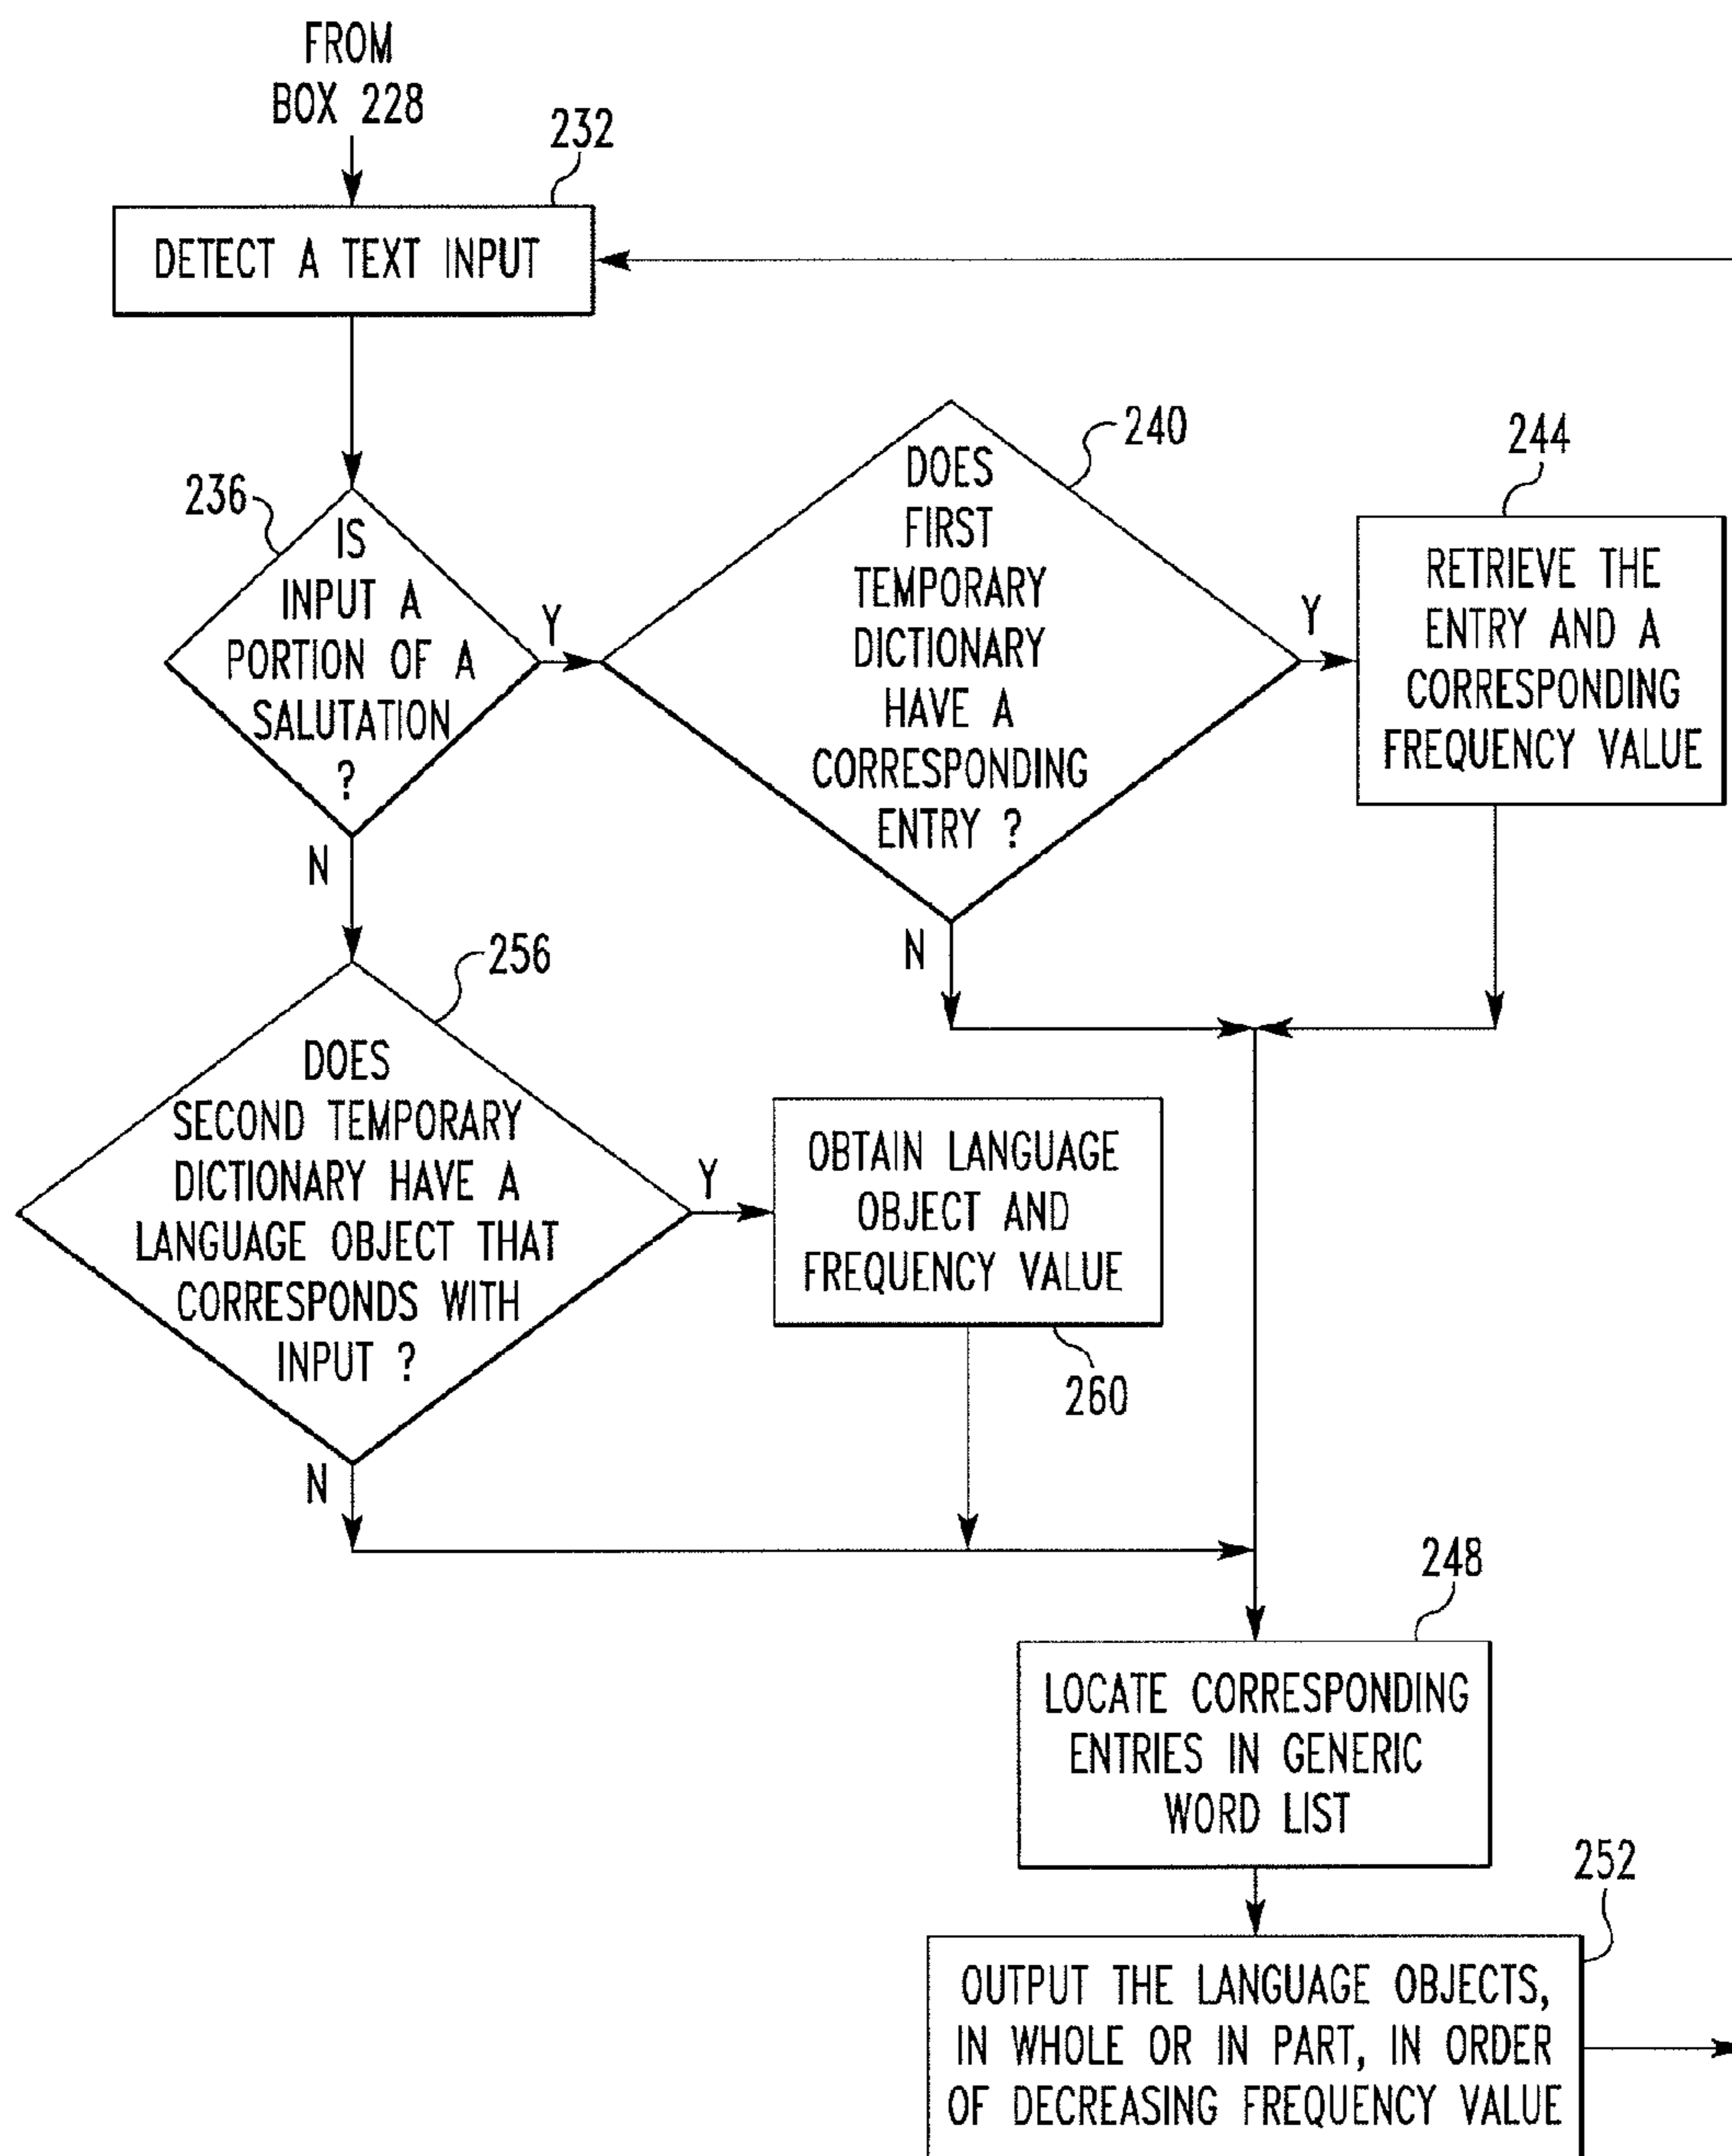 FROM
BOX 228
232
DETECT A TEXT INPUT
236
IS
INPUT A
PORTION OF A
SALUTATION
?
Y
N
240
DOES
FIRST
TEMPORARY
DICTIONARY
HAVE A
CORRESPONDING
ENTRY ?
Y
N
244
RETRIEVE THE
ENTRY AND A
CORRESPONDING
FREQUENCY VALUE
256
DOES
SECOND TEMPORARY
DICTIONARY HAVE A
LANGUAGE OBJECT THAT
CORRESPONDS WITH
INPUT ?
Y
N
OBTAIN LANGUAGE
OBJECT AND
FREQUENCY VALUE
260
248
LOCATE CORRESPONDING
ENTRIES IN GENERIC
WORD LIST
252
OUTPUT THE LANGUAGE OBJECTS,
IN WHOLE OR IN PART, IN ORDER
OF DECREASING FREQUENCY VALUE